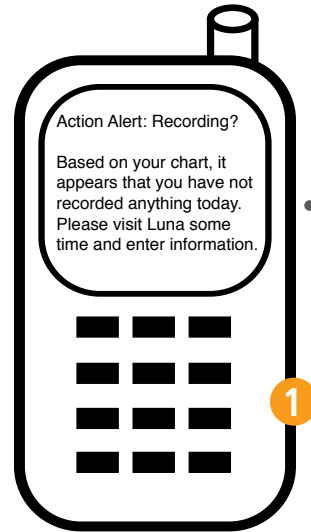 Action Alert: Recording?
Based on your chart, it
appears that you have not
recorded anything today.
Please visit Luna some
time and enter information.
1